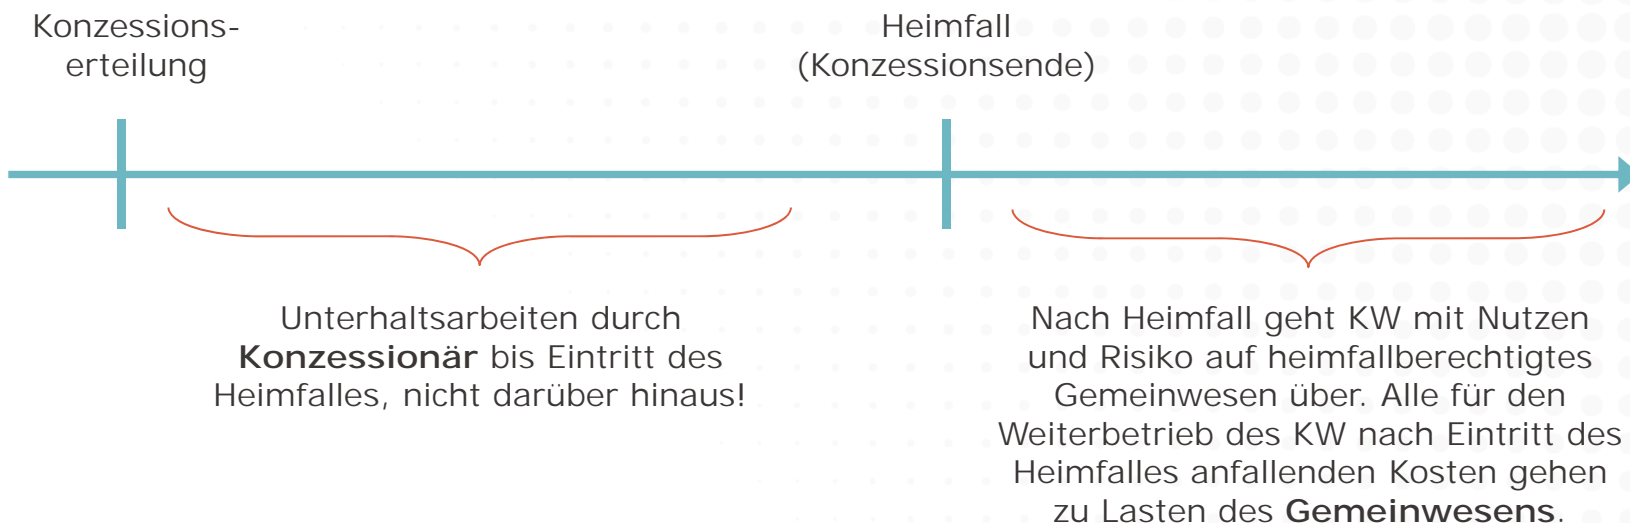 Konzessions-
erteilung
Heimfall
(Konzessionsende)
Unterhaltsarbeiten durch
Konzessionär bis Eintritt des
Heimfalles, nicht darüber hinaus!
Nach Heimfall geht KW mit Nutzen
und Risiko auf heimfallberechtigtes
Gemeinwesen über. Alle für den
Weiterbetrieb des KW nach Eintritt des
Heimfalles anfallenden Kosten gehen
zu Lasten des Gemeinwesens.